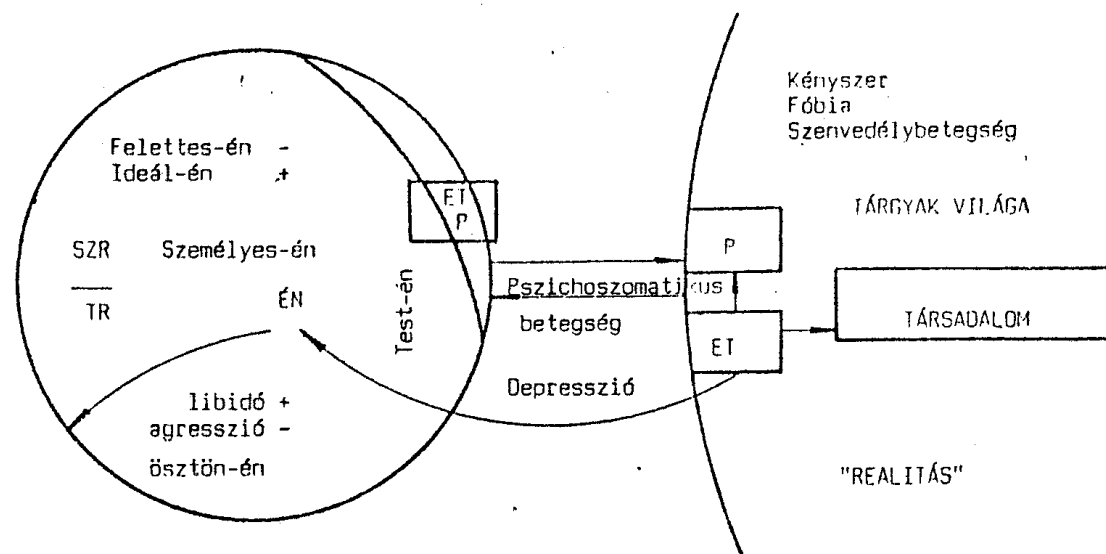 Kényszer
Fóbia
Szenvedélybetegség
Felettes-én -
Ideál-én +
ET
P
TÁRGYAK VILÁGA
SZR Személyes-én
TR
ÉN
Test-én
P
Pszichoszomatikus
betegség
TÁRSADALOM
ET
Depresszió
libidó +
agresszió -
ösztön-én
"REALITÁS"